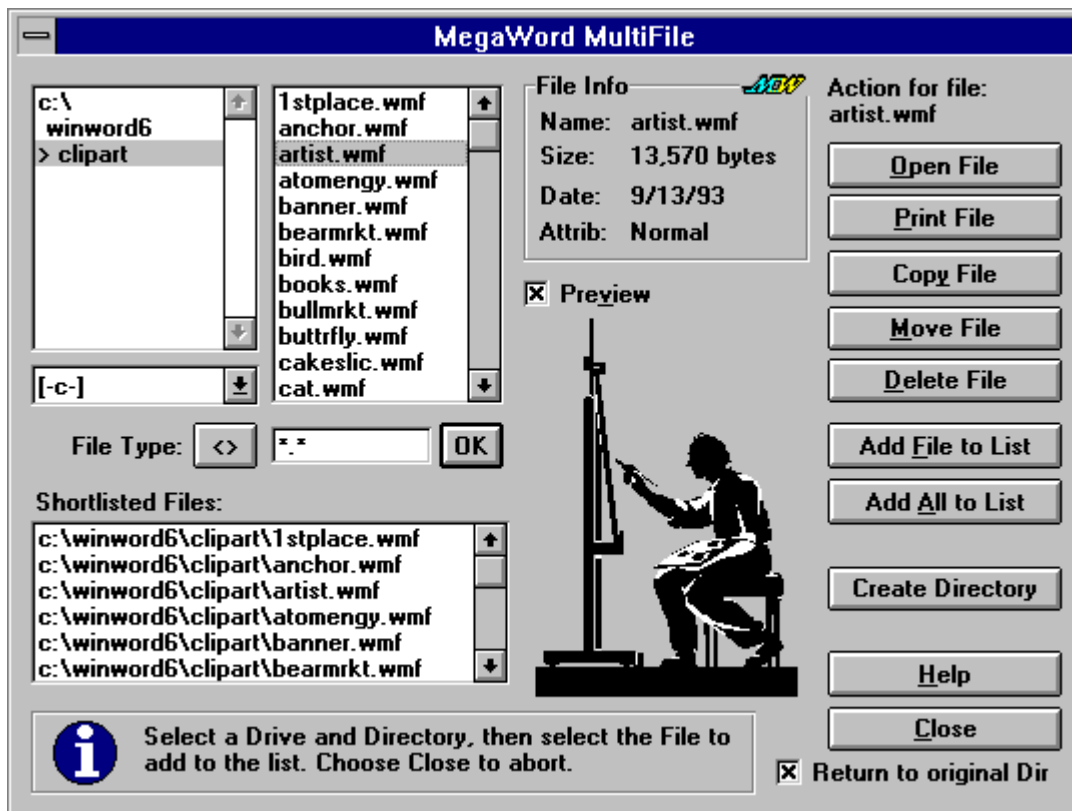 MegaWord MultiFile
c:\
winword6
> clipart
[-c-]
1stplace.wmf
anchor.wmf
artist.wmf
atomengy.wmf
banner.wmf
bearmrkt.wmf
bird.wmf
books.wmf
bullmrkt.wmf
buttrfly.wmf
cakeslic.wmf
cat.wmf
File Type:
<>
*.*
OK
Shortlisted Files:
c:\winword6\clipart\1stplace.wmf
c:\winword6\clipart\anchor.wmf
c:\winword6\clipart\artist.wmf
c:\winword6\clipart\atomengy.wmf
c:\winword6\clipart\banner.wmf
c:\winword6\clipart\bearmrkt.wmf
File Info
Name: artist.wmf
Size: 13,570 bytes
Date: 9/13/93
Attrib: Normal
Preview
Action for file:
artist.wmf
Open File
Print File
Copy File
Move File
Delete File
Add File to List
Add All to List
Create Directory
Help
Close
Return to original Dir
i
Select a Drive and Directory, then select the File to
add to the list. Choose Close to abort.